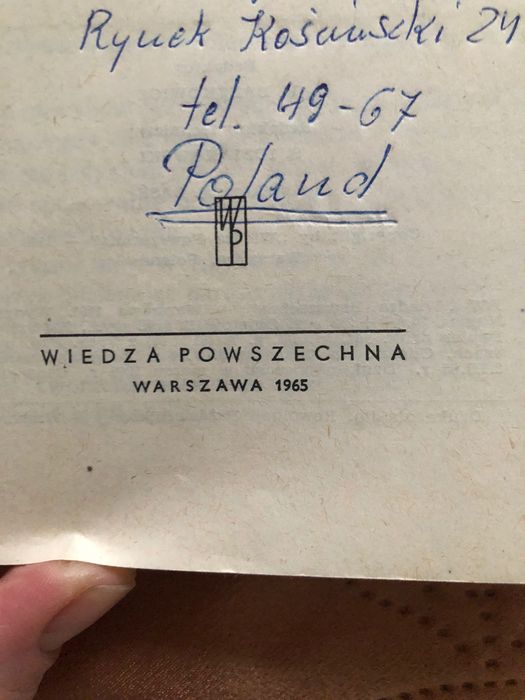 Rynek Kościuszki 24
tel. 49-67
Poland
WP
WIEDZA POWSZECHNA
WARSZAWA 1965